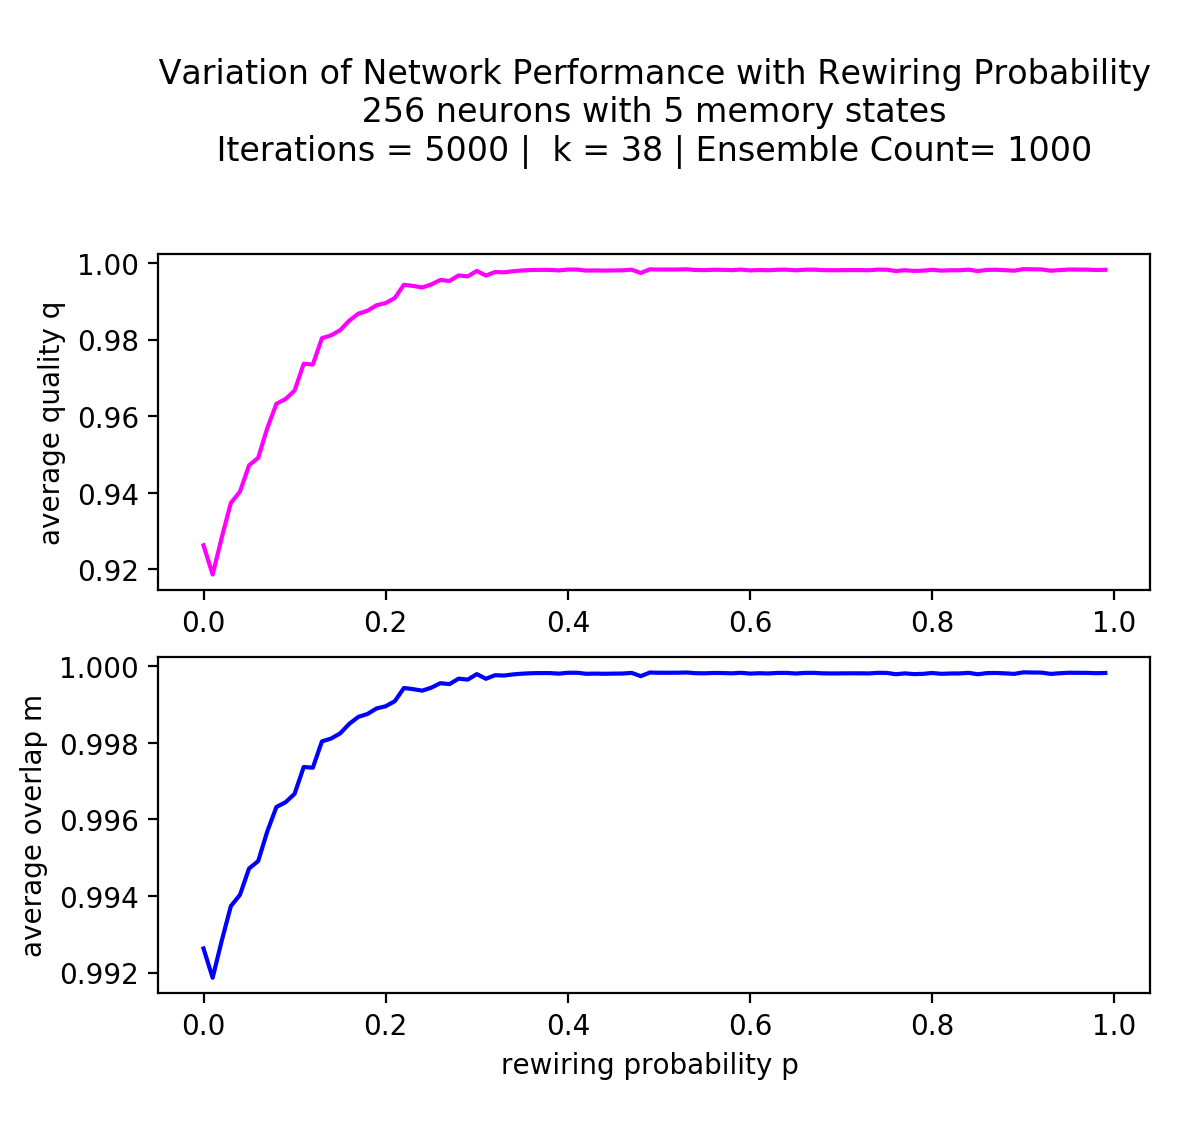 Variation of Network Performance with Rewiring Probability
256 neurons with 5 memory states
Iterations = 5000 |  k = 38 | Ensemble Count= 1000
1.00
0.98
0.96
0.94
0.92
average quality q
0.0 0.2 0.4 0.6 0.8 1.0
1.000
0.998
0.996
0.994
0.992
average overlap m
0.0 0.2 0.4 0.6 0.8 1.0
rewiring probability p